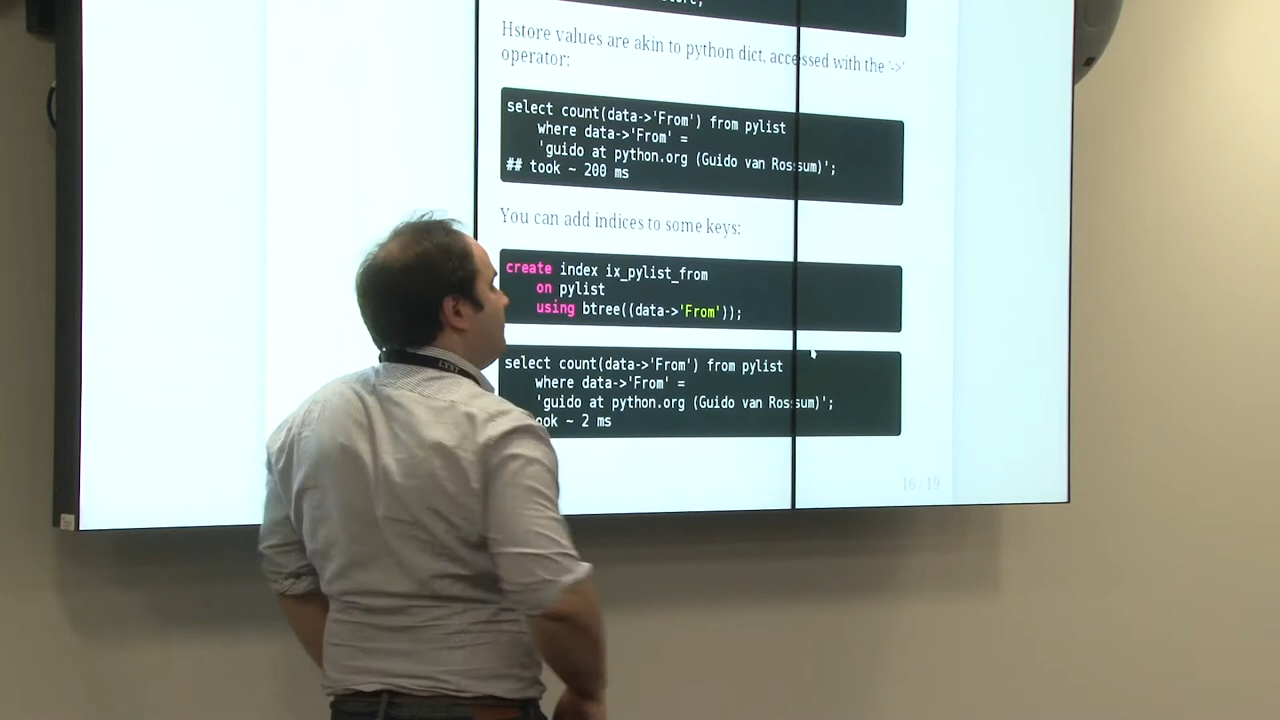 Hstore values are akin to python dict, accessed with the '->'
operator:
select count(data->'From') from pylist
where data->'From' =
'guido at python.org (Guido van Rossum)';
## took ~ 200 ms
You can add indices to some keys:
create index ix_pylist_from
on pylist
using btree((data->'From'));
select count(data->'From') from pylist
where data->'From' =
'guido at python.org (Guido van Rossum)';
ook ~ 2 ms
16 / 19
LYST